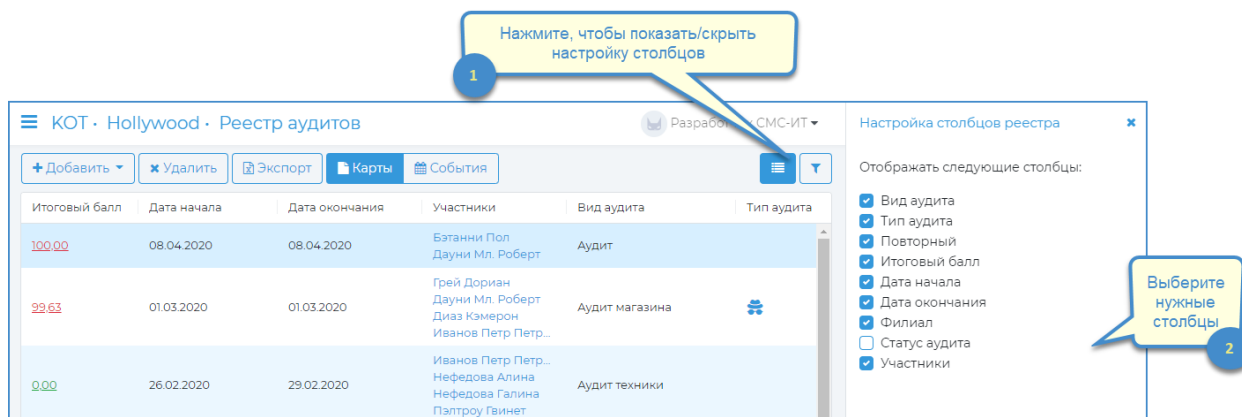 Нажмите, чтобы показать/скрыть
настройку столбцов
1
КОТ · Hollywood · Реестр аудитов
СМС-ИТ
Настройка столбцов реестра
Добавить
Удалить
Экспорт
Карты
События
Отображать следующие столбцы:
Итоговый балл Дата начала Дата окончания Участники Вид аудита Тип аудита
100,00 08.04.2020 08.04.2020 Бэтанни Пол Аудит
Дауни Мл. Роберт
Грей Дориан
99,63 01.03.2020 01.03.2020 Дауни Мл. Роберт Аудит магазина
Диаз Кэмерон
Иванов Петр Петр...
Иванов Петр Петр...
0,00 26.02.2020 29.02.2020 Нефедова Алина Аудит техники
Нефедова Галина
Пэлтроу Гвинет
Вид аудита
Тип аудита
Повторный
Итоговый балл
Дата начала
Дата окончания
Филиал
Статус аудита
Участники
Выберите
нужные
столбцы
2